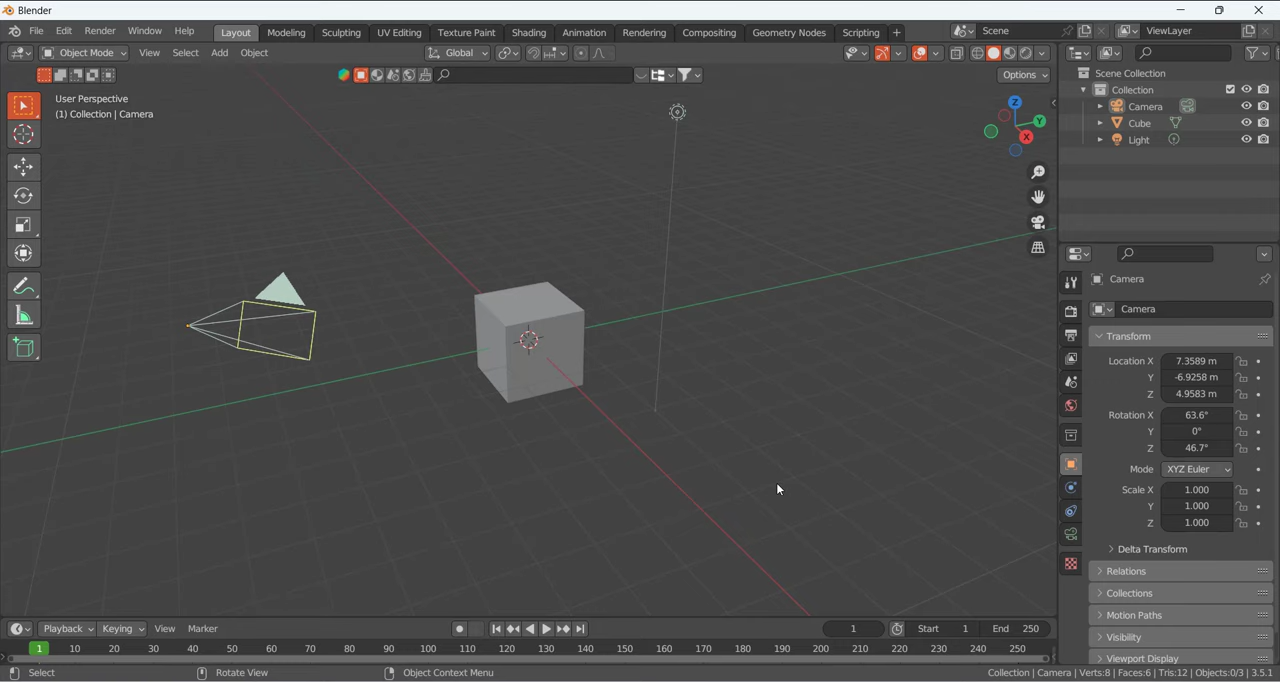 Blender
File Edit Render Window Help Layout Modeling Sculpting UV Editing Texture Paint Shading Animation Rendering Compositing Geometry Nodes Scripting + Scene ViewLayer
Object Mode View Select Add Object Global
Options
User Perspective
(1) Collection | Camera
Z
Y
X
Scene Collection
Collection
Camera
Cube
Light
Camera
Camera
Transform
Location X 7.3589 m
Y -6.9258 m
Z 4.9583 m
Rotation X 63.6°
Y 0°
Z 46.7°
Mode XYZ Euler
Scale X 1.000
Y 1.000
Z 1.000
Delta Transform
Relations
Collections
Motion Paths
Visibility
Viewport Display
Playback Keying View Marker 1 Start 1 End 250
1 10 20 30 40 50 60 70 80 90 100 110 120 130 140 150 160 170 180 190 200 210 220 230 240 250
Select Rotate View Object Context Menu Collection | Camera | Verts:8 | Faces:6 | Tris:12 | Objects:0/3 | 3.5.1